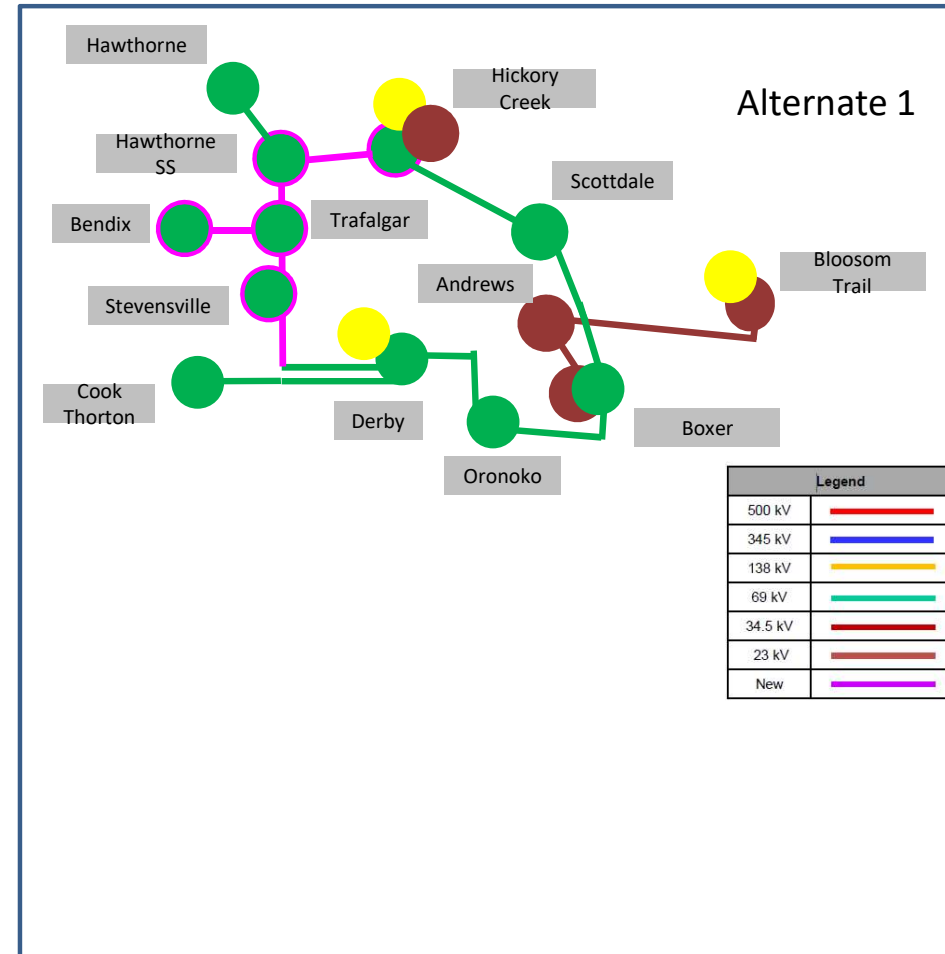 Hawthorne
Hickory
Creek
Alternate 1
Hawthorne
SS
Scottdale
Bendix
Trafalgar
Bloosom
Trail
Andrews
Stevensville
Cook
Thorton
Derby
Boxer
Oronoko
Legend
500 kV
345 kV
138 kV
69 kV
34.5 kV
23 kV
New